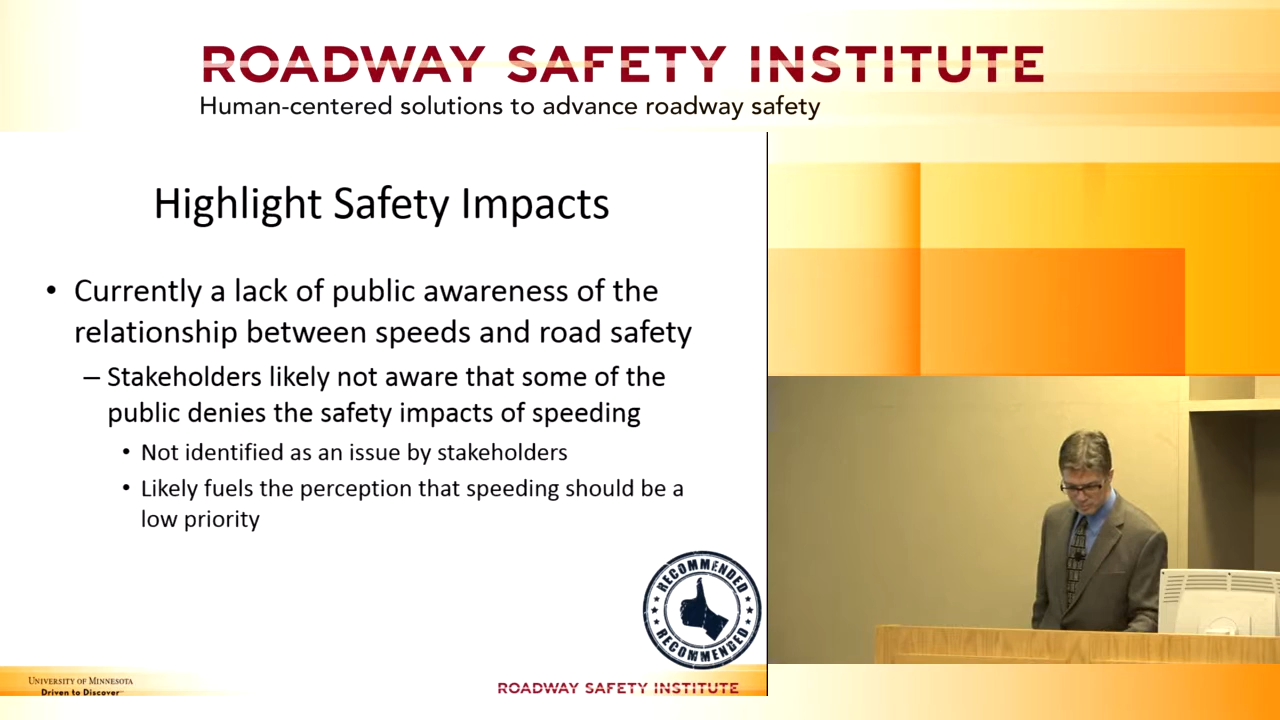 ROADWAY SAFETY INSTITUTE
Human-centered solutions to advance roadway safety
Highlight Safety Impacts
• Currently a lack of public awareness of the
relationship between speeds and road safety
– Stakeholders likely not aware that some of the
public denies the safety impacts of speeding
• Not identified as an issue by stakeholders
• Likely fuels the perception that speeding should be a
low priority
RECOMMENDED
RECOMMENDED
UNIVERSITY OF MINNESOTA
Driven to Discover
ROADWAY SAFETY INSTITUTE